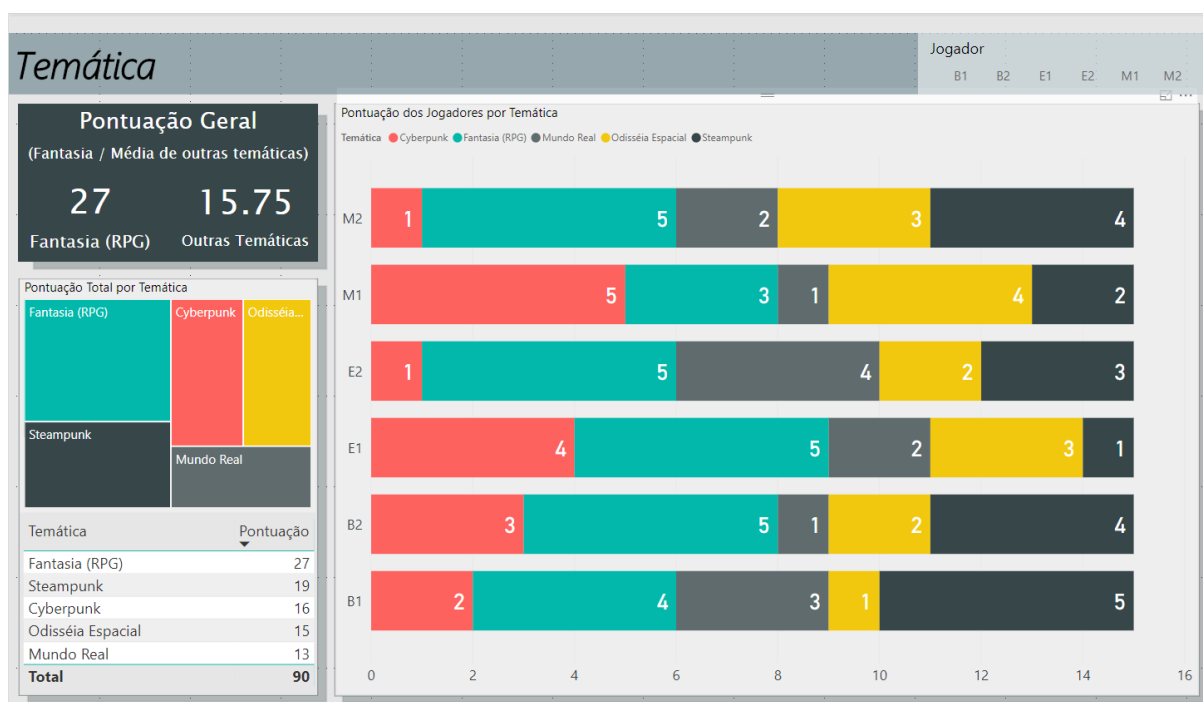 Temática
Jogador
B1 B2 E1 E2 M1 M2
Pontuação Geral
(Fantasia / Média de outras temáticas)
27 15.75
Fantasia (RPG) Outras Temáticas
Pontuação Total por Temática
Fantasia (RPG) Cyberpunk Odisséia...
Steampunk
Mundo Real
Temática Pontuação
Fantasia (RPG) 27
Steampunk 19
Cyberpunk 16
Odisséia Espacial 15
Mundo Real 13
Total 90
Pontuação dos Jogadores por Temática
Temática Cyberpunk Fantasia (RPG) Mundo Real Odisséia Espacial Steampunk
M2 1 5 2 3 4
M1 5 3 1 4 2
E2 1 5 4 2 3
E1 4 5 2 3 1
B2 3 5 1 2 4
B1 2 4 3 1 5
0 2 4 6 8 10 12 14 16